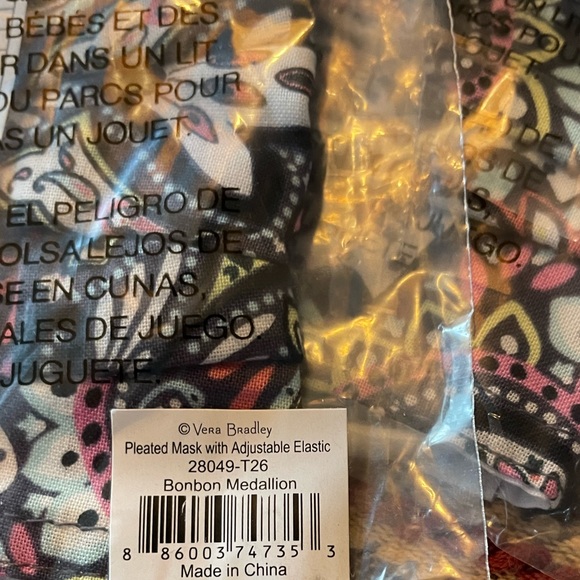 BÉBÉS ET DES
R DANS UN LIT
OU PARCS POUR
AS UN JOUET.
EL PELIGRO DE
OLSA LEJOS DE
SE EN CUNAS,
ALES DE JUEGO.
JUGUETE.
© Vera Bradley
Pleated Mask with Adjustable Elastic
28049-T26
Bonbon Medallion
8 86003 74735 3
Made in China